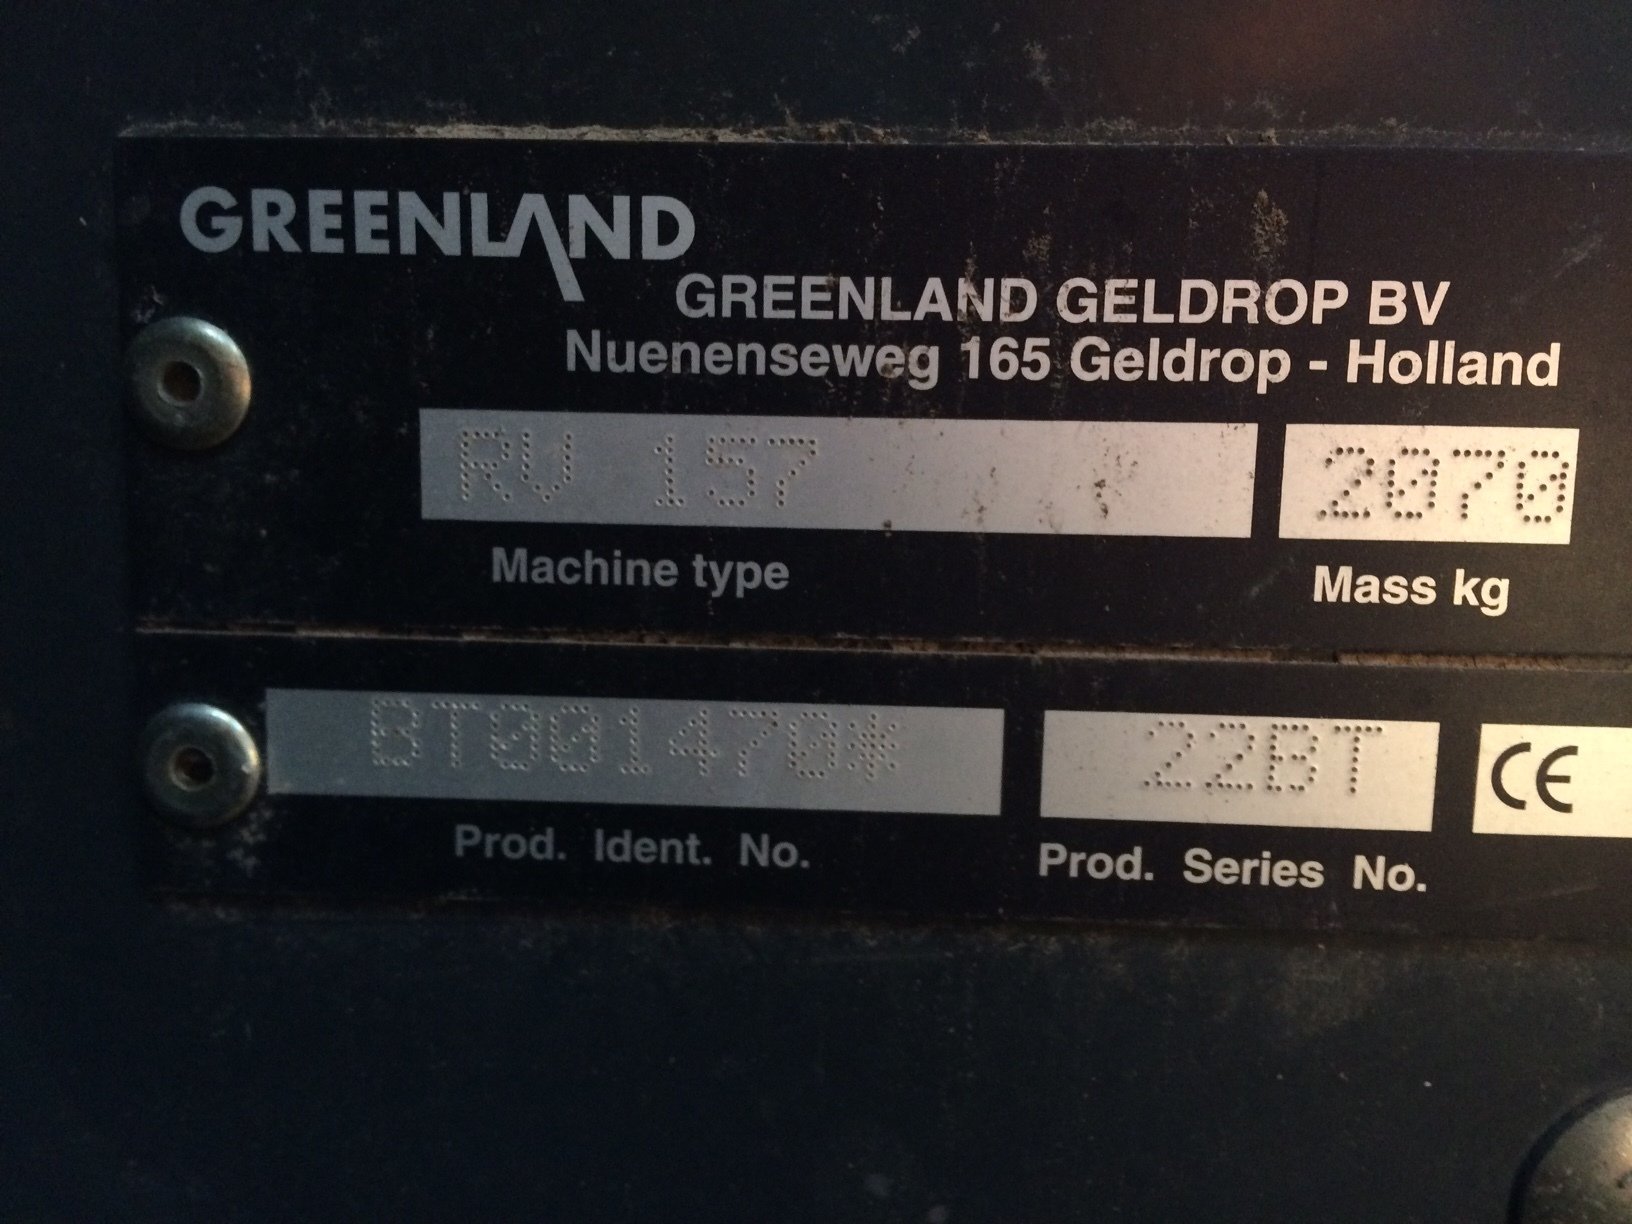 GREENLAND
GREENLAND GELDROP BV
Nuenenseweg 165 Geldrop - Holland
RV 157 2070
Machine type Mass kg
BT001470* 22BT CE
Prod. Ident. No. Prod. Series No.